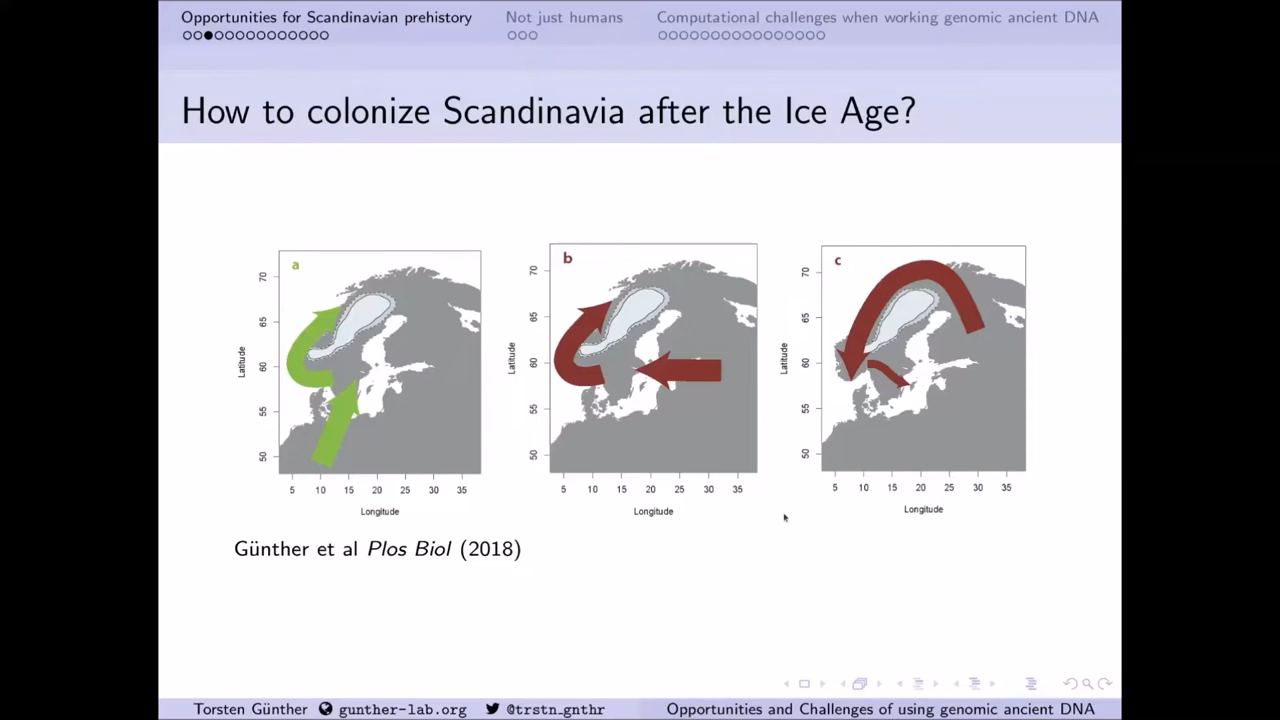 Opportunities for Scandinavian prehistory Not just humans Computational challenges when working genomic ancient DNA
How to colonize Scandinavia after the Ice Age?
a
70
65
60
55
50
Latitude
5 10 15 20 25 30 35
Longitude
b
70
65
60
55
50
Latitude
5 10 15 20 25 30 35
Longitude
c
70
65
60
55
50
Latitude
5 10 15 20 25 30 35
Longitude
Günther et al Plos Biol (2018)
Torsten Günther gunther-lab.org @trstn_gnthr Opportunities and Challenges of using genomic ancient DNA